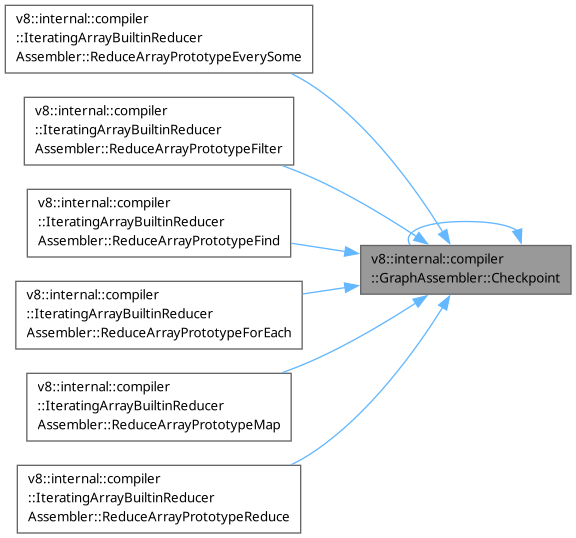 v8::internal::compiler
::IteratingArrayBuiltinReducer
Assembler::ReduceArrayPrototypeEverySome
v8::internal::compiler
::IteratingArrayBuiltinReducer
Assembler::ReduceArrayPrototypeFilter
v8::internal::compiler
::IteratingArrayBuiltinReducer
Assembler::ReduceArrayPrototypeFind
v8::internal::compiler
::GraphAssembler::Checkpoint
v8::internal::compiler
::IteratingArrayBuiltinReducer
Assembler::ReduceArrayPrototypeForEach
v8::internal::compiler
::IteratingArrayBuiltinReducer
Assembler::ReduceArrayPrototypeMap
v8::internal::compiler
::IteratingArrayBuiltinReducer
Assembler::ReduceArrayPrototypeReduce